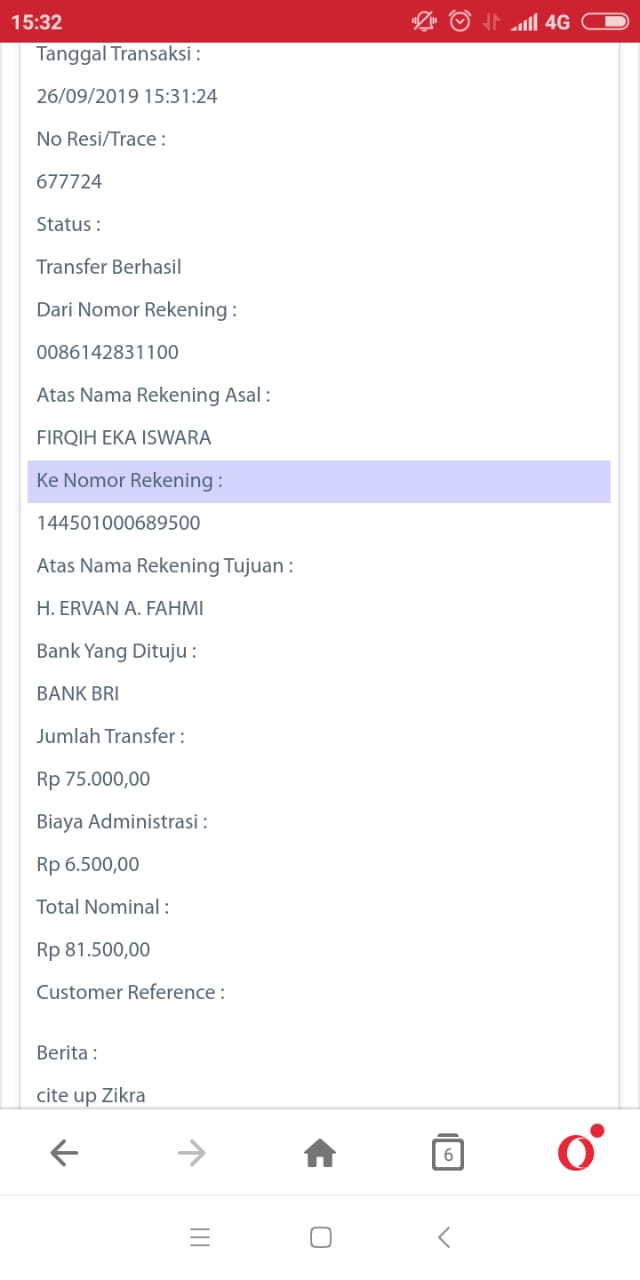 15:32
4G
Tanggal Transaksi :
26/09/2019 15:31:24
No Resi/Trace :
677724
Status :
Transfer Berhasil
Dari Nomor Rekening :
0086142831100
Atas Nama Rekening Asal :
FIRQIH EKA ISWARA
Ke Nomor Rekening :
144501000689500
Atas Nama Rekening Tujuan :
H. ERVAN A. FAHMI
Bank Yang Dituju :
BANK BRI
Jumlah Transfer :
Rp 75.000,00
Biaya Administrasi :
Rp 6.500,00
Total Nominal :
Rp 81.500,00
Customer Reference :
Berita :
cite up Zikra
6